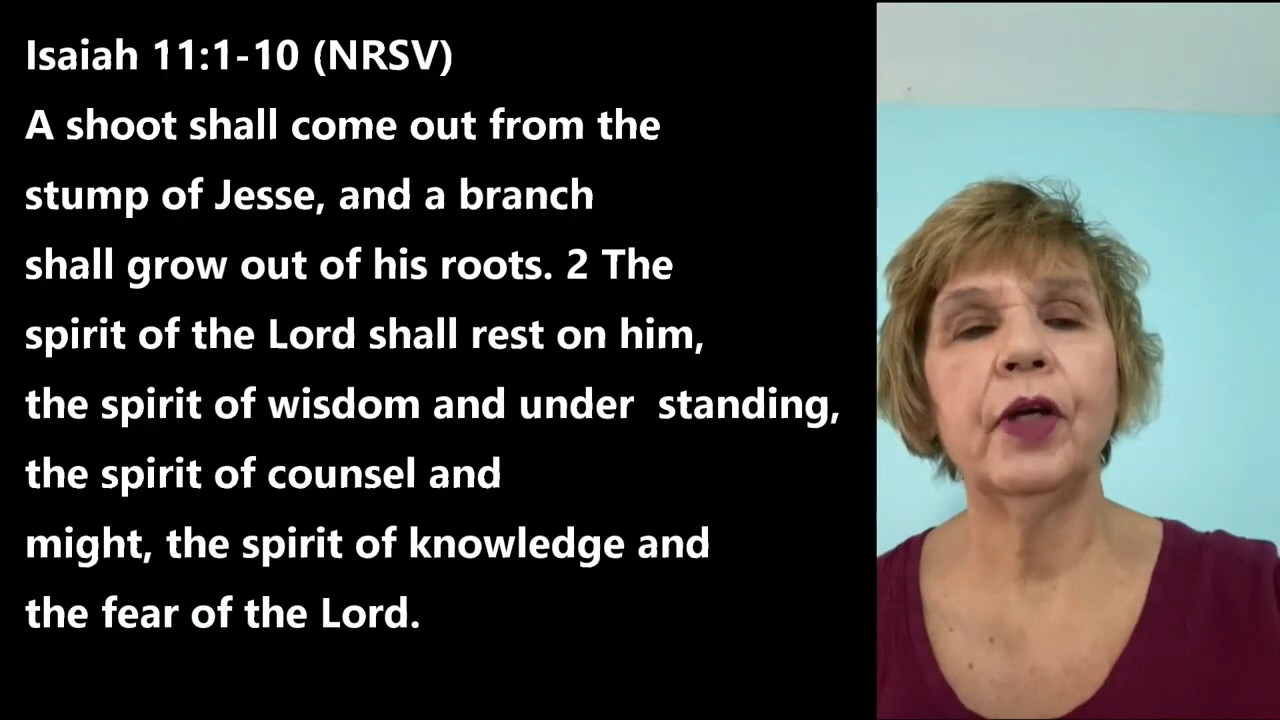 Isaiah 11:1-10 (NRSV)
A shoot shall come out from the
stump of Jesse, and a branch
shall grow out of his roots. 2 The
spirit of the Lord shall rest on him,
the spirit of wisdom and under  standing,
the spirit of counsel and
might, the spirit of knowledge and
the fear of the Lord.